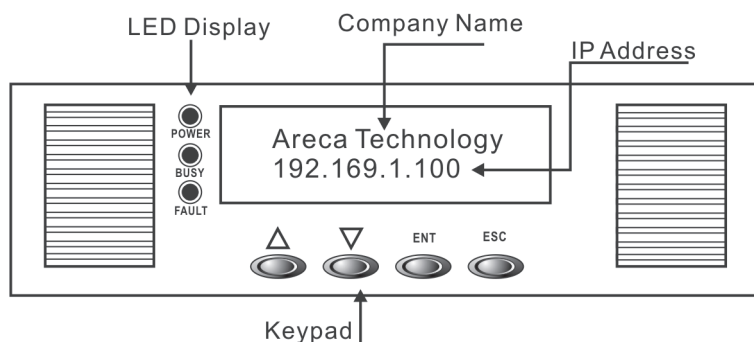 LED Display
Company Name
IP Address
POWER
BUSY
FAULT
Areca Technology
192.169.1.100
ENT
ESC
Keypad